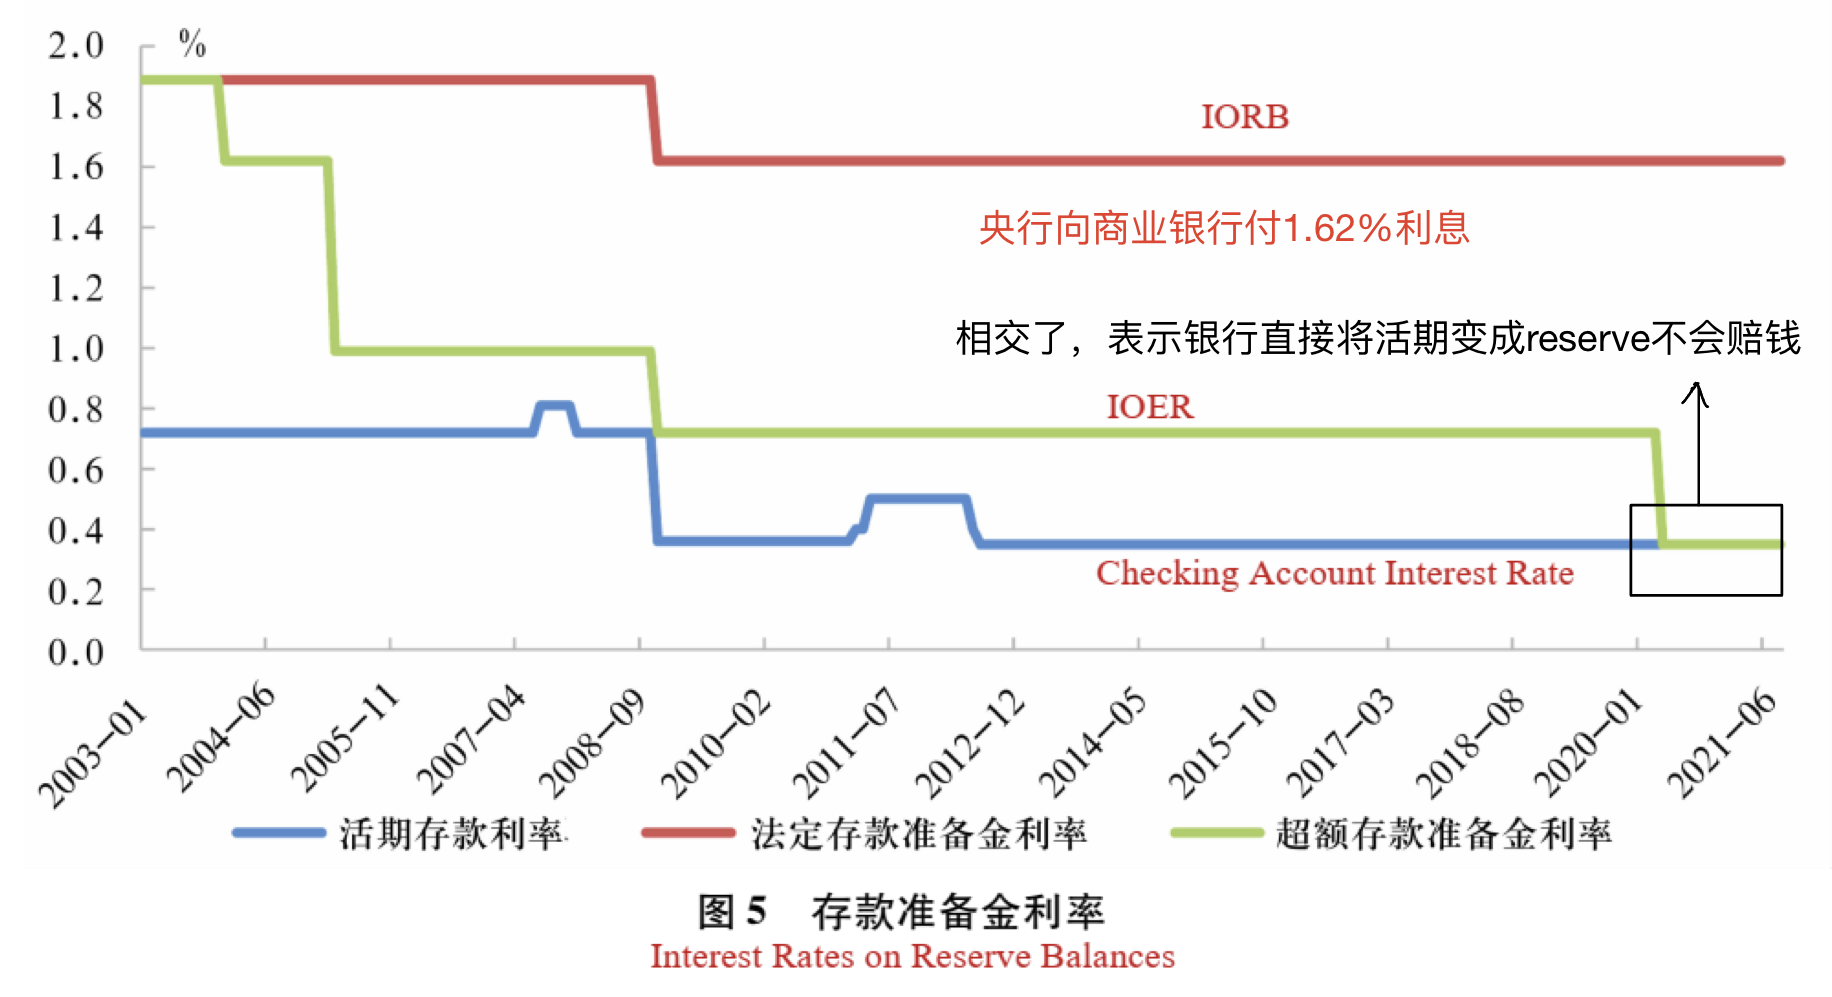 %
2.0
1.8
1.6
1.4
1.2
1.0
0.8
0.6
0.4
0.2
0.0
IORB
央行向商业银行付1.62%利息
相交了，表示银行直接将活期变成reserve不会赔钱
IOER
Checking Account Interest Rate
2003-01 2004-06 2005-11 2007-04 2008-09 2010-02 2011-07 2012-12 2014-05 2015-10 2017-03 2018-08 2020-01 2021-06
活期存款利率 法定存款准备金利率 超额存款准备金利率
图 5 存款准备金利率
Interest Rates on Reserve Balances